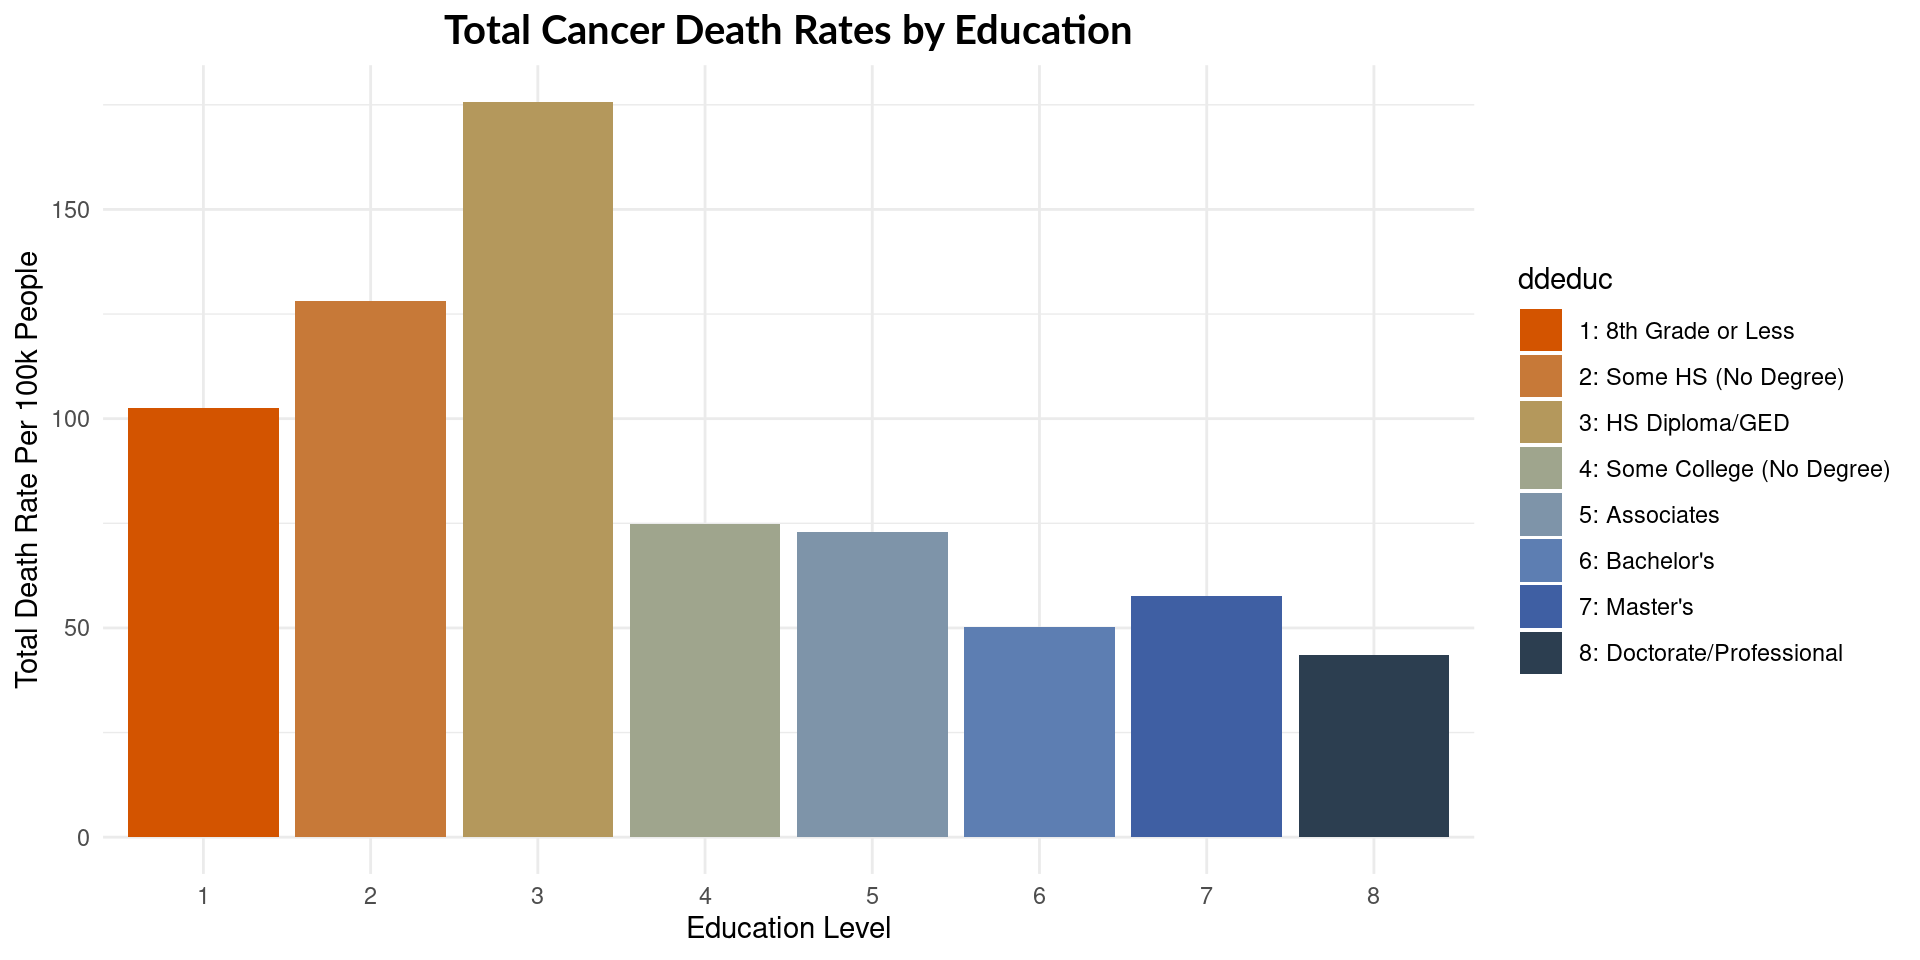 Total Cancer Death Rates by Education
Total Death Rate Per 100k People
150
100
50
0
1 2 3 4 5 6 7 8
Education Level
ddeduc
1: 8th Grade or Less
2: Some HS (No Degree)
3: HS Diploma/GED
4: Some College (No Degree)
5: Associates
6: Bachelor's
7: Master's
8: Doctorate/Professional